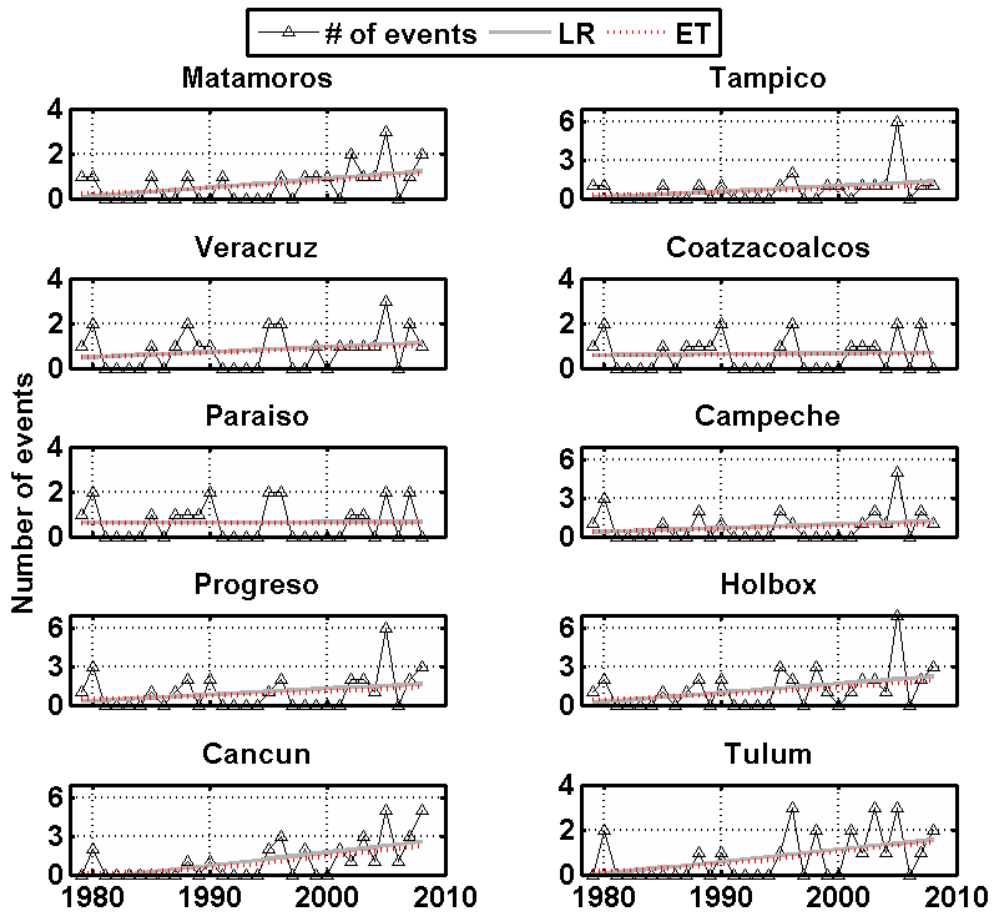 # of events LR ET
Matamoros Tampico
4 6
2 3
0 0
Veracruz Coatzacoalcos
4 4
2 2
0 0
Number of events
Paraiso Campeche
4 6
2 3
0 0
Progreso Holbox
6 6
3 3
0 0
Cancun Tulum
6 4
3 2
0 0
1980 1990 2000 2010 1980 1990 2000 2010